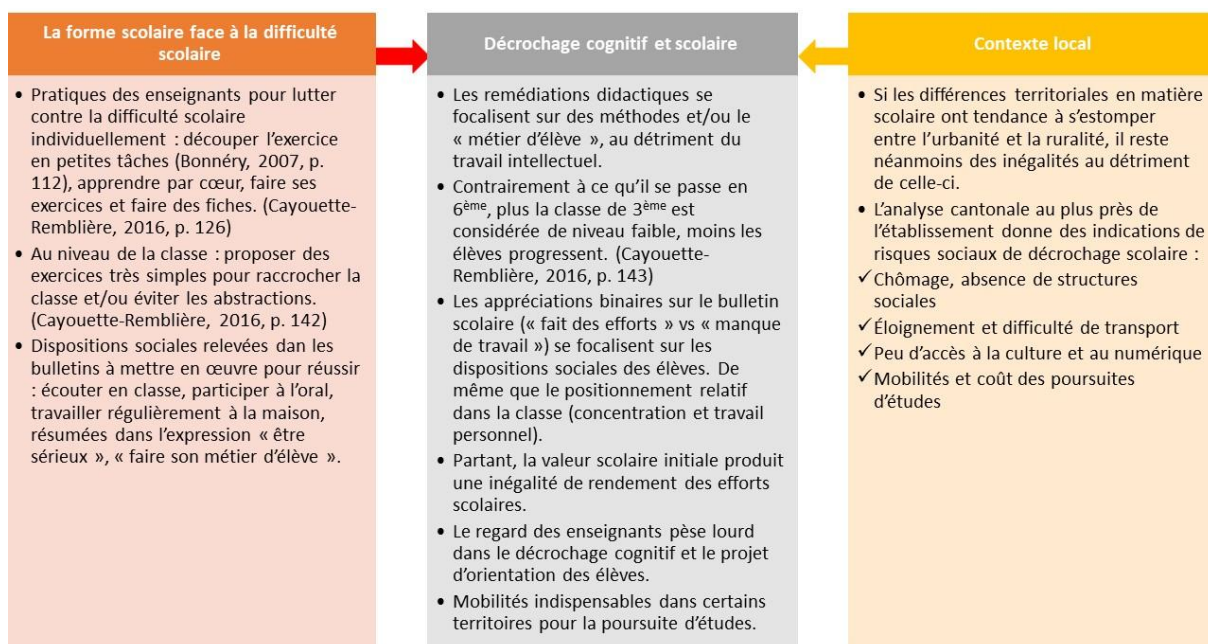 La forme scolaire face à la difficulté
scolaire
• Pratiques des enseignants pour lutter
contre la difficulté scolaire
individuellement : découper l’exercice
en petites tâches (Bonnéry, 2007, p.
112), apprendre par cœur, faire ses
exercices et faire des fiches. (Cayouette-
Remblière, 2016, p. 126)
• Au niveau de la classe : proposer des
exercices très simples pour raccrocher la
classe et/ou éviter les abstractions.
(Cayouette-Remblière, 2016, p. 142)
• Dispositions sociales relevées dan les
bulletins à mettre en œuvre pour réussir
: écouter en classe, participer à l’oral,
travailler régulièrement à la maison,
résumées dans l’expression « être
sérieux », « faire son métier d’élève ».
Décrochage cognitif et scolaire
• Les remédiations didactiques se
focalisent sur des méthodes et/ou le
« métier d’élève », au détriment du
travail intellectuel.
• Contrairement à ce qu’il se passe en
6ème, plus la classe de 3ème est
considérée de niveau faible, moins les
élèves progressent. (Cayouette-
Remblière, 2016, p. 143)
• Les appréciations binaires sur le bulletin
scolaire (« fait des efforts » vs « manque
de travail ») se focalisent sur les
dispositions sociales des élèves. De
même que le positionnement relatif
dans la classe (concentration et travail
personnel).
• Partant, la valeur scolaire initiale produit
une inégalité de rendement des efforts
scolaires.
• Le regard des enseignants pèse lourd
dans le décrochage cognitif et le projet
d’orientation des élèves.
• Mobilités indispensables dans certains
territoires pour la poursuite d’études.
Contexte local
• Si les différences territoriales en matière
scolaire ont tendance à s’estomper
entre l’urbanité et la ruralité, il reste
néanmoins des inégalités au détriment
de celle-ci.
• L’analyse cantonale au plus près de
l’établissement donne des indications de
risques sociaux de décrochage scolaire :
✓ Chômage, absence de structures
sociales
✓ Éloignement et difficulté de transport
✓ Peu d’accès à la culture et au numérique
✓ Mobilités et coût des poursuites
d’études